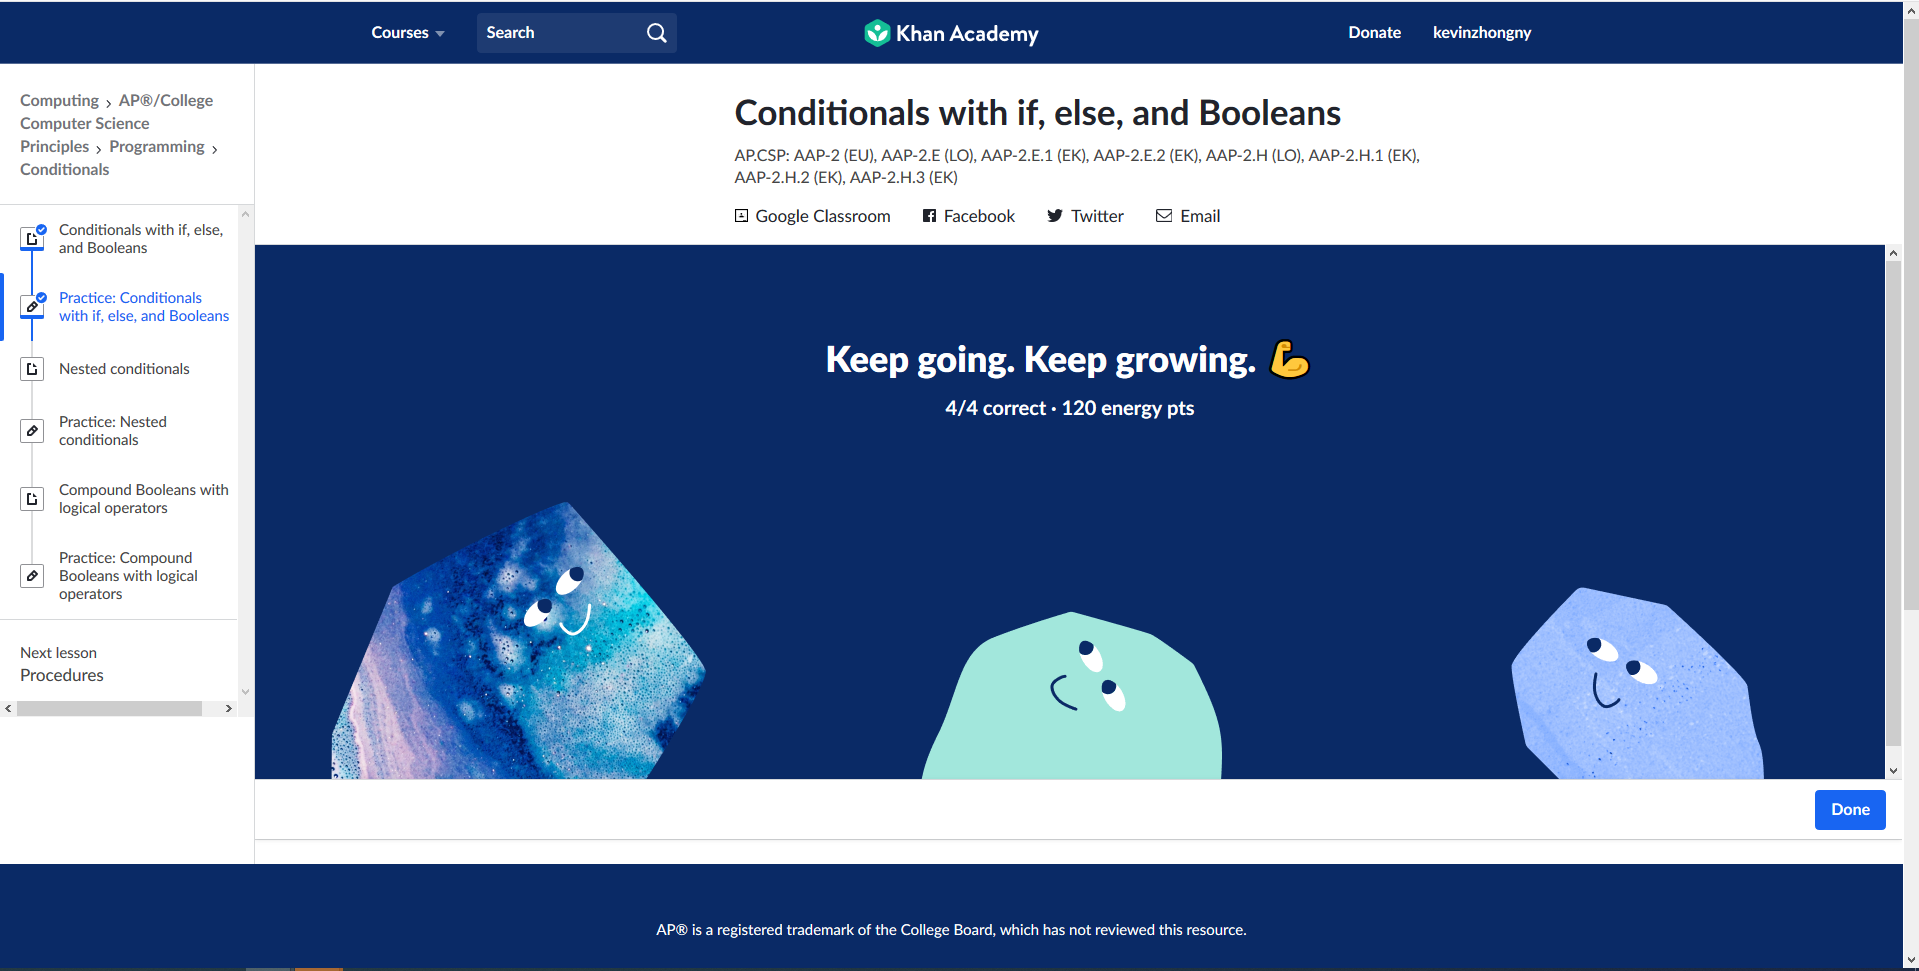 Courses
Search
Khan Academy
Donate
kevinzhongny
Computing › AP®/College
Computer Science
Principles › Programming ›
Conditionals
Conditionals with if, else,
and Booleans
Practice: Conditionals
with if, else, and Booleans
Nested conditionals
Practice: Nested
conditionals
Compound Booleans with
logical operators
Practice: Compound
Booleans with logical
operators
Next lesson
Procedures
Conditionals with if, else, and Booleans
AP.CSP: AAP-2 (EU), AAP-2.E (LO), AAP-2.E.1 (EK), AAP-2.E.2 (EK), AAP-2.H (LO), AAP-2.H.1 (EK),
AAP-2.H.2 (EK), AAP-2.H.3 (EK)
Google Classroom
Facebook
Twitter
Email
Keep going. Keep growing. 💪
4/4 correct · 120 energy pts
Done
AP® is a registered trademark of the College Board, which has not reviewed this resource.